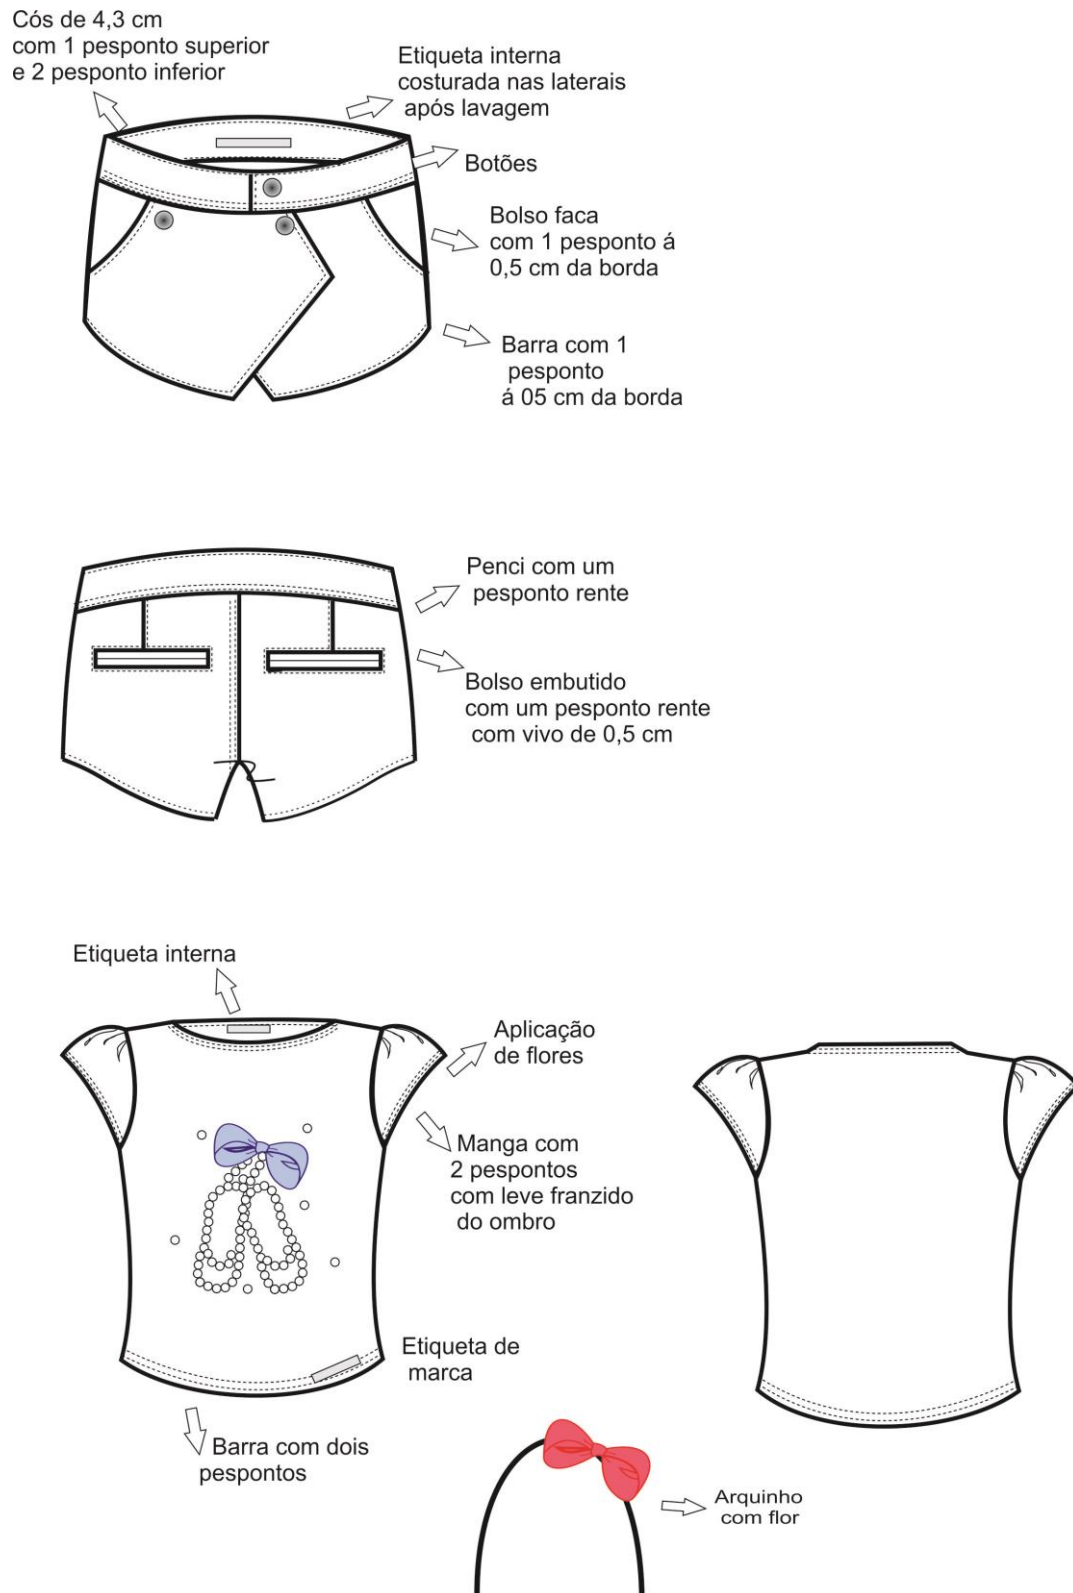 Cós de 4,3 cm
com 1 pesponto superior
e 2 pesponto inferior
Etiqueta interna
costurada nas laterais
após lavagem
Botões
Bolso faca
com 1 pesponto á
0,5 cm da borda
Barra com 1
pesponto
á 05 cm da borda
Penci com um
pesponto rente
Bolso embutido
com um pesponto rente
com vivo de 0,5 cm
Etiqueta interna
Aplicação
de flores
Manga com
2 pespontos
com leve franzido
do ombro
Etiqueta de
marca
Barra com dois
pespontos
Arquinho
com flor